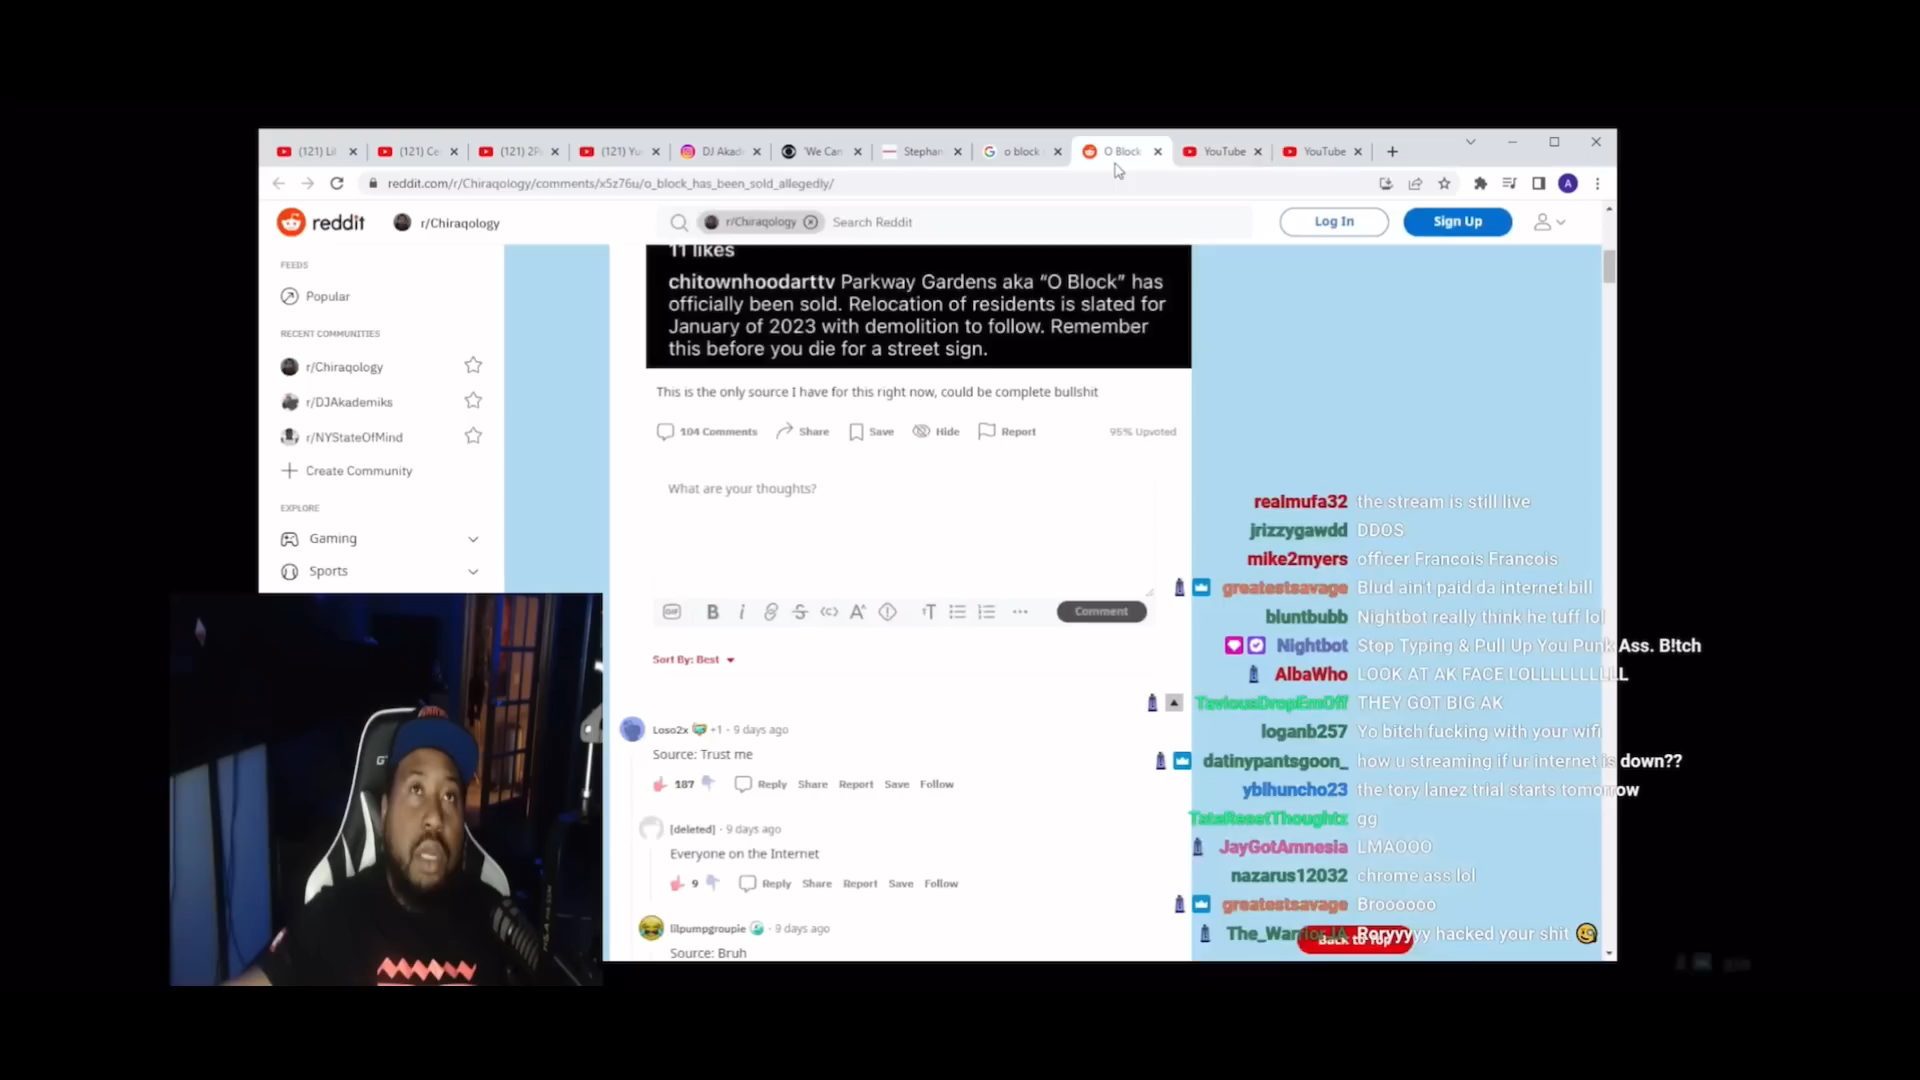 (121) Lil
(121) Ce
(121) 2P
(121) Yu
DJ Akad
'We Can
Stephan
o block
O Block
YouTube
YouTube
reddit.com/r/Chiraqology/comments/x5z76u/o_block_has_been_sold_allegedly/
A
reddit
r/Chiraqology
r/Chiraqology
Search Reddit
Log In
Sign Up
FEEDS
Popular
RECENT COMMUNITIES
r/Chiraqology
r/DJAkademiks
r/NYStateOfMind
Create Community
EXPLORE
Gaming
Sports
11 likes
chitownhoodarttv Parkway Gardens aka “O Block” has
officially been sold. Relocation of residents is slated for
January of 2023 with demolition to follow. Remember
this before you die for a street sign.
This is the only source I have for this right now, could be complete bullshit
104 Comments
Share
Save
Hide
Report
95% Upvoted
What are your thoughts?
GIF
Comment
Sort By: Best
Loso2x +1 · 9 days ago
Source: Trust me
187
Reply
Share
Report
Save
Follow
[deleted] · 9 days ago
Everyone on the Internet
9
Reply
Share
Report
Save
Follow
lilpumpgroupie · 9 days ago
Source: Bruh
realmufa32 the stream is still live
jrizzygawdd DDOS
mike2myers officer Francois Francois
greatestsavage Blud ain't paid da internet bill
bluntbubb Nightbot really think he tuff lol
Nightbot Stop Typing & Pull Up You Punk Ass. B!tch
AlbaWho LOOK AT AK FACE LOLLLLLLLLL
TaviousDropEmOff THEY GOT BIG AK
loganb257 Yo bitch fucking with your wifi
datinypantsgoon_ how u streaming if ur internet is down??
yblhuncho23 the tory lanez trial starts tomorrow
TateResetThoughtz gg
JayGotAmnesia LMAOOO
nazarus12032 chrome ass lol
greatestsavage Broooooo
The_WarriorJA Roryyyyy hacked your shit
Back to Top